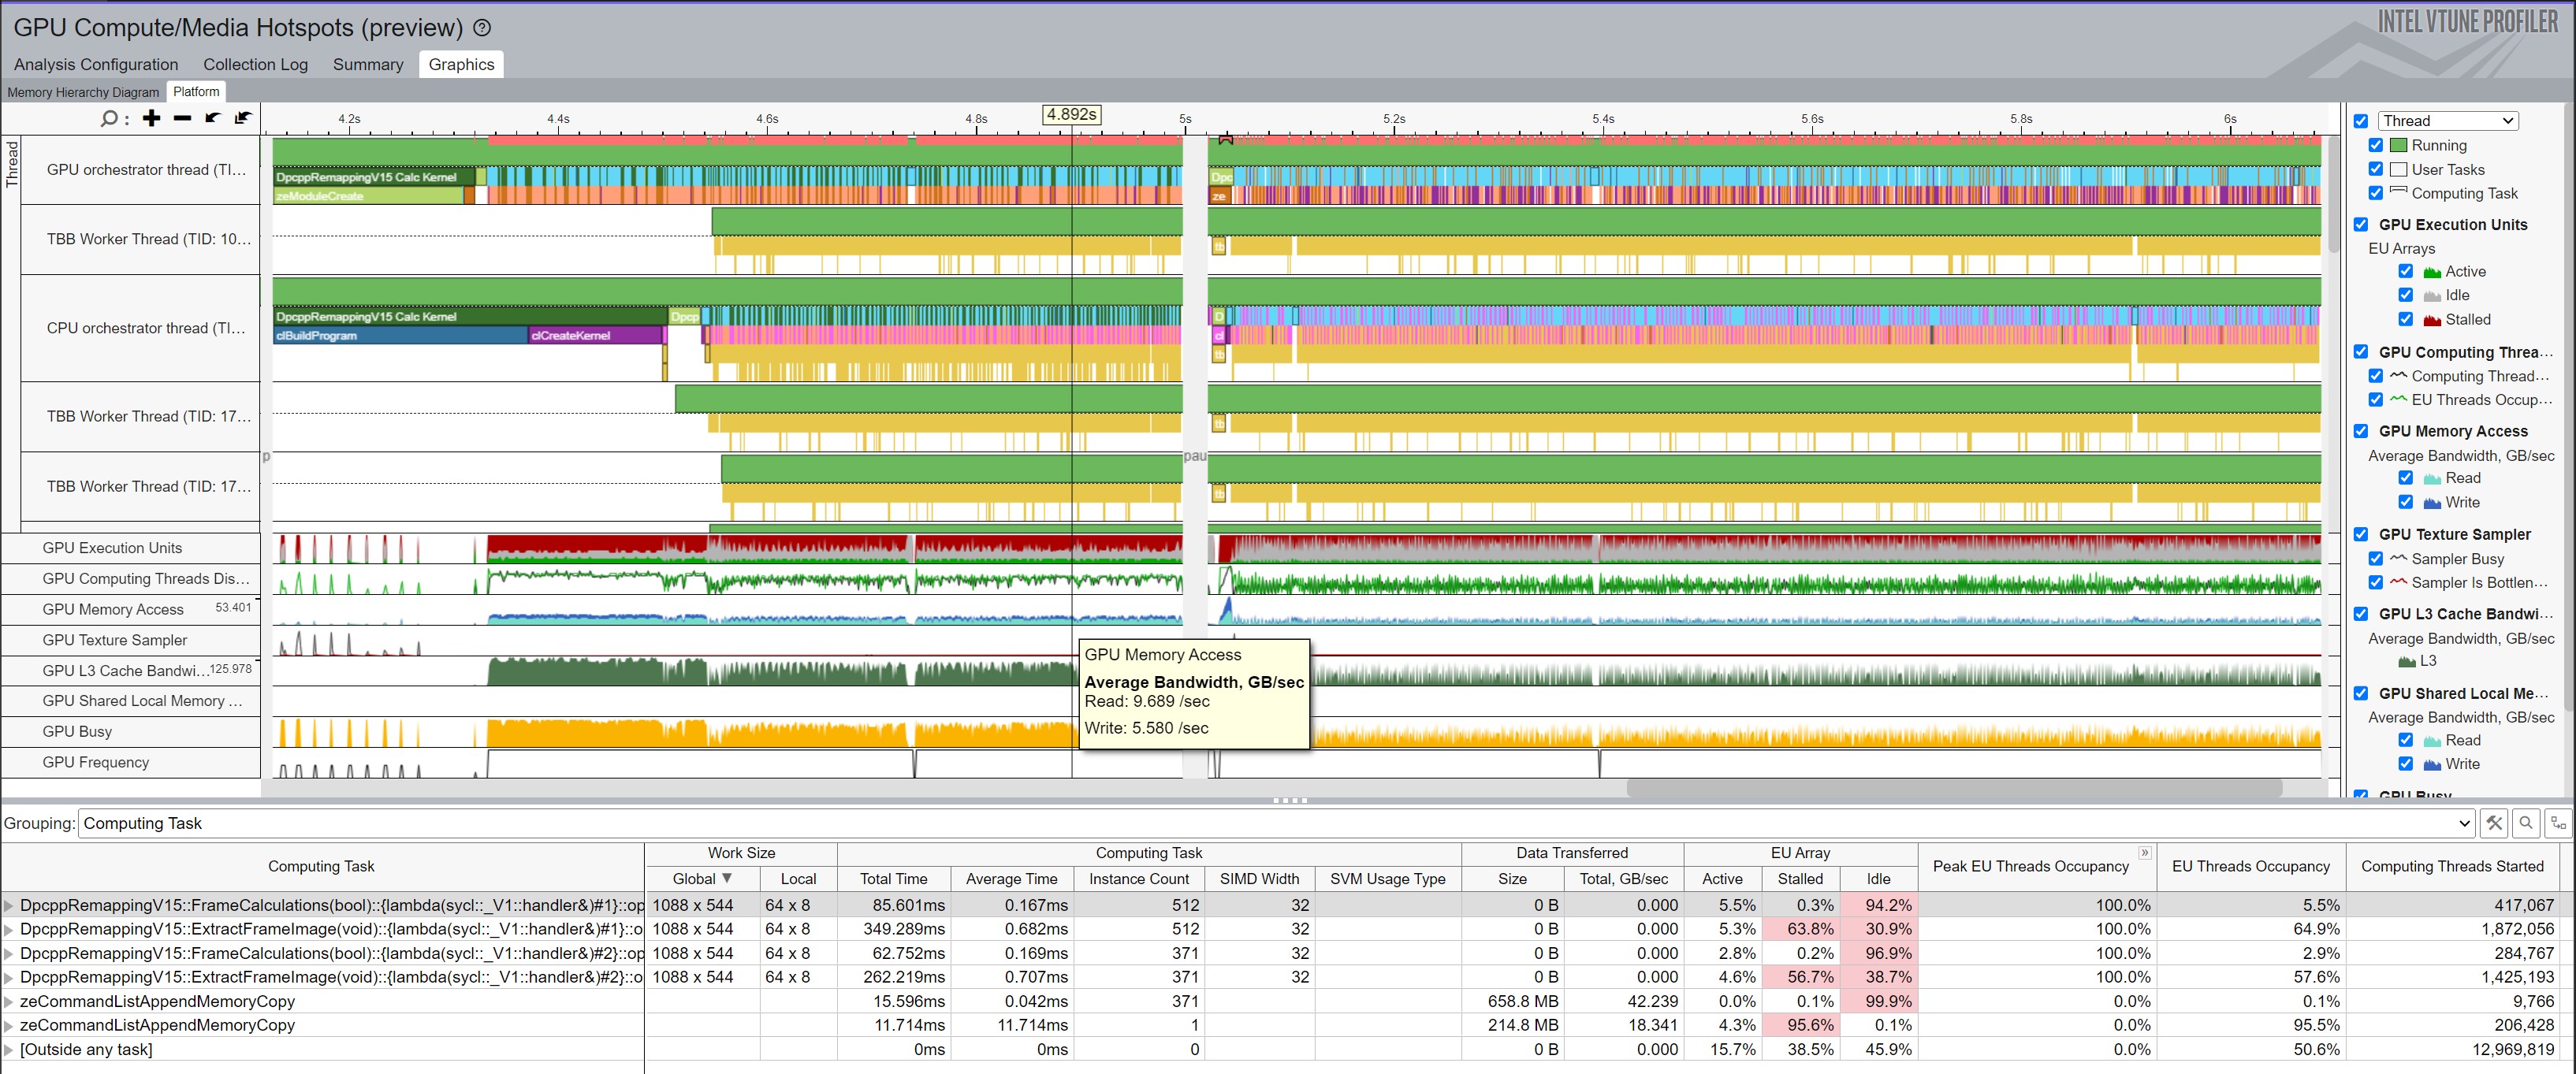 GPU Compute/Media Hotspots (preview)
INTEL VTUNE PROFILER
Analysis Configuration Collection Log Summary Graphics
Memory Hierarchy Diagram Platform
4.2s 4.4s 4.6s 4.8s 4.892s 5s 5.2s 5.4s 5.6s 5.8s 6s
Thread
GPU orchestrator thread (TI...
DpcppRemappingV15 Calc Kernel
Dpc
zeModuleCreate
ze
TBB Worker Thread (TID: 10...
tb
CPU orchestrator thread (TI...
DpcppRemappingV15 Calc Kernel
Dpcp
D
clBuildProgram
clCreateKernel
cl
tb
TBB Worker Thread (TID: 17...
tb
p
pau
TBB Worker Thread (TID: 17...
tb
GPU Execution Units
GPU Computing Threads Dis...
GPU Memory Access 53.401
GPU Texture Sampler
GPU L3 Cache Bandwi... 125.978
GPU Shared Local Memory ...
GPU Busy
GPU Frequency
GPU Memory Access
Average Bandwidth, GB/sec
Read: 9.689 /sec
Write: 5.580 /sec
Thread
Running
User Tasks
Computing Task
GPU Execution Units
EU Arrays
Active
Idle
Stalled
GPU Computing Threa...
Computing Thread...
EU Threads Occup...
GPU Memory Access
Average Bandwidth, GB/sec
Read
Write
GPU Texture Sampler
Sampler Busy
Sampler Is Bottlen...
GPU L3 Cache Bandwi...
Average Bandwidth, GB/sec
L3
GPU Shared Local Me...
Average Bandwidth, GB/sec
Read
Write
GPU Busy
Grouping: Computing Task
Computing Task Work Size Computing Task Data Transferred EU Array Peak EU Threads Occupancy » EU Threads Occupancy Computing Threads Started
Global ▼ Local Total Time Average Time Instance Count SIMD Width SVM Usage Type Size Total, GB/sec Active Stalled Idle
DpcppRemappingV15::FrameCalculations(bool)::{lambda(sycl::_V1::handler&)#1}::op 1088 x 544 64 x 8 85.601ms 0.167ms 512 32 0 B 0.000 5.5% 0.3% 94.2% 100.0% 5.5% 417,067
DpcppRemappingV15::ExtractFrameImage(void)::{lambda(sycl::_V1::handler&)#1}::o 1088 x 544 64 x 8 349.289ms 0.682ms 512 32 0 B 0.000 5.3% 63.8% 30.9% 100.0% 64.9% 1,872,056
DpcppRemappingV15::FrameCalculations(bool)::{lambda(sycl::_V1::handler&)#2}::op 1088 x 544 64 x 8 62.752ms 0.169ms 371 32 0 B 0.000 2.8% 0.2% 96.9% 100.0% 2.9% 284,767
DpcppRemappingV15::ExtractFrameImage(void)::{lambda(sycl::_V1::handler&)#2}::o 1088 x 544 64 x 8 262.219ms 0.707ms 371 32 0 B 0.000 4.6% 56.7% 38.7% 100.0% 57.6% 1,425,193
zeCommandListAppendMemoryCopy 15.596ms 0.042ms 371 658.8 MB 42.239 0.0% 0.1% 99.9% 0.0% 0.1% 9,766
zeCommandListAppendMemoryCopy 11.714ms 11.714ms 1 214.8 MB 18.341 4.3% 95.6% 0.1% 0.0% 95.5% 206,428
[Outside any task] 0ms 0ms 0 0 B 0.000 15.7% 38.5% 45.9% 0.0% 50.6% 12,969,819